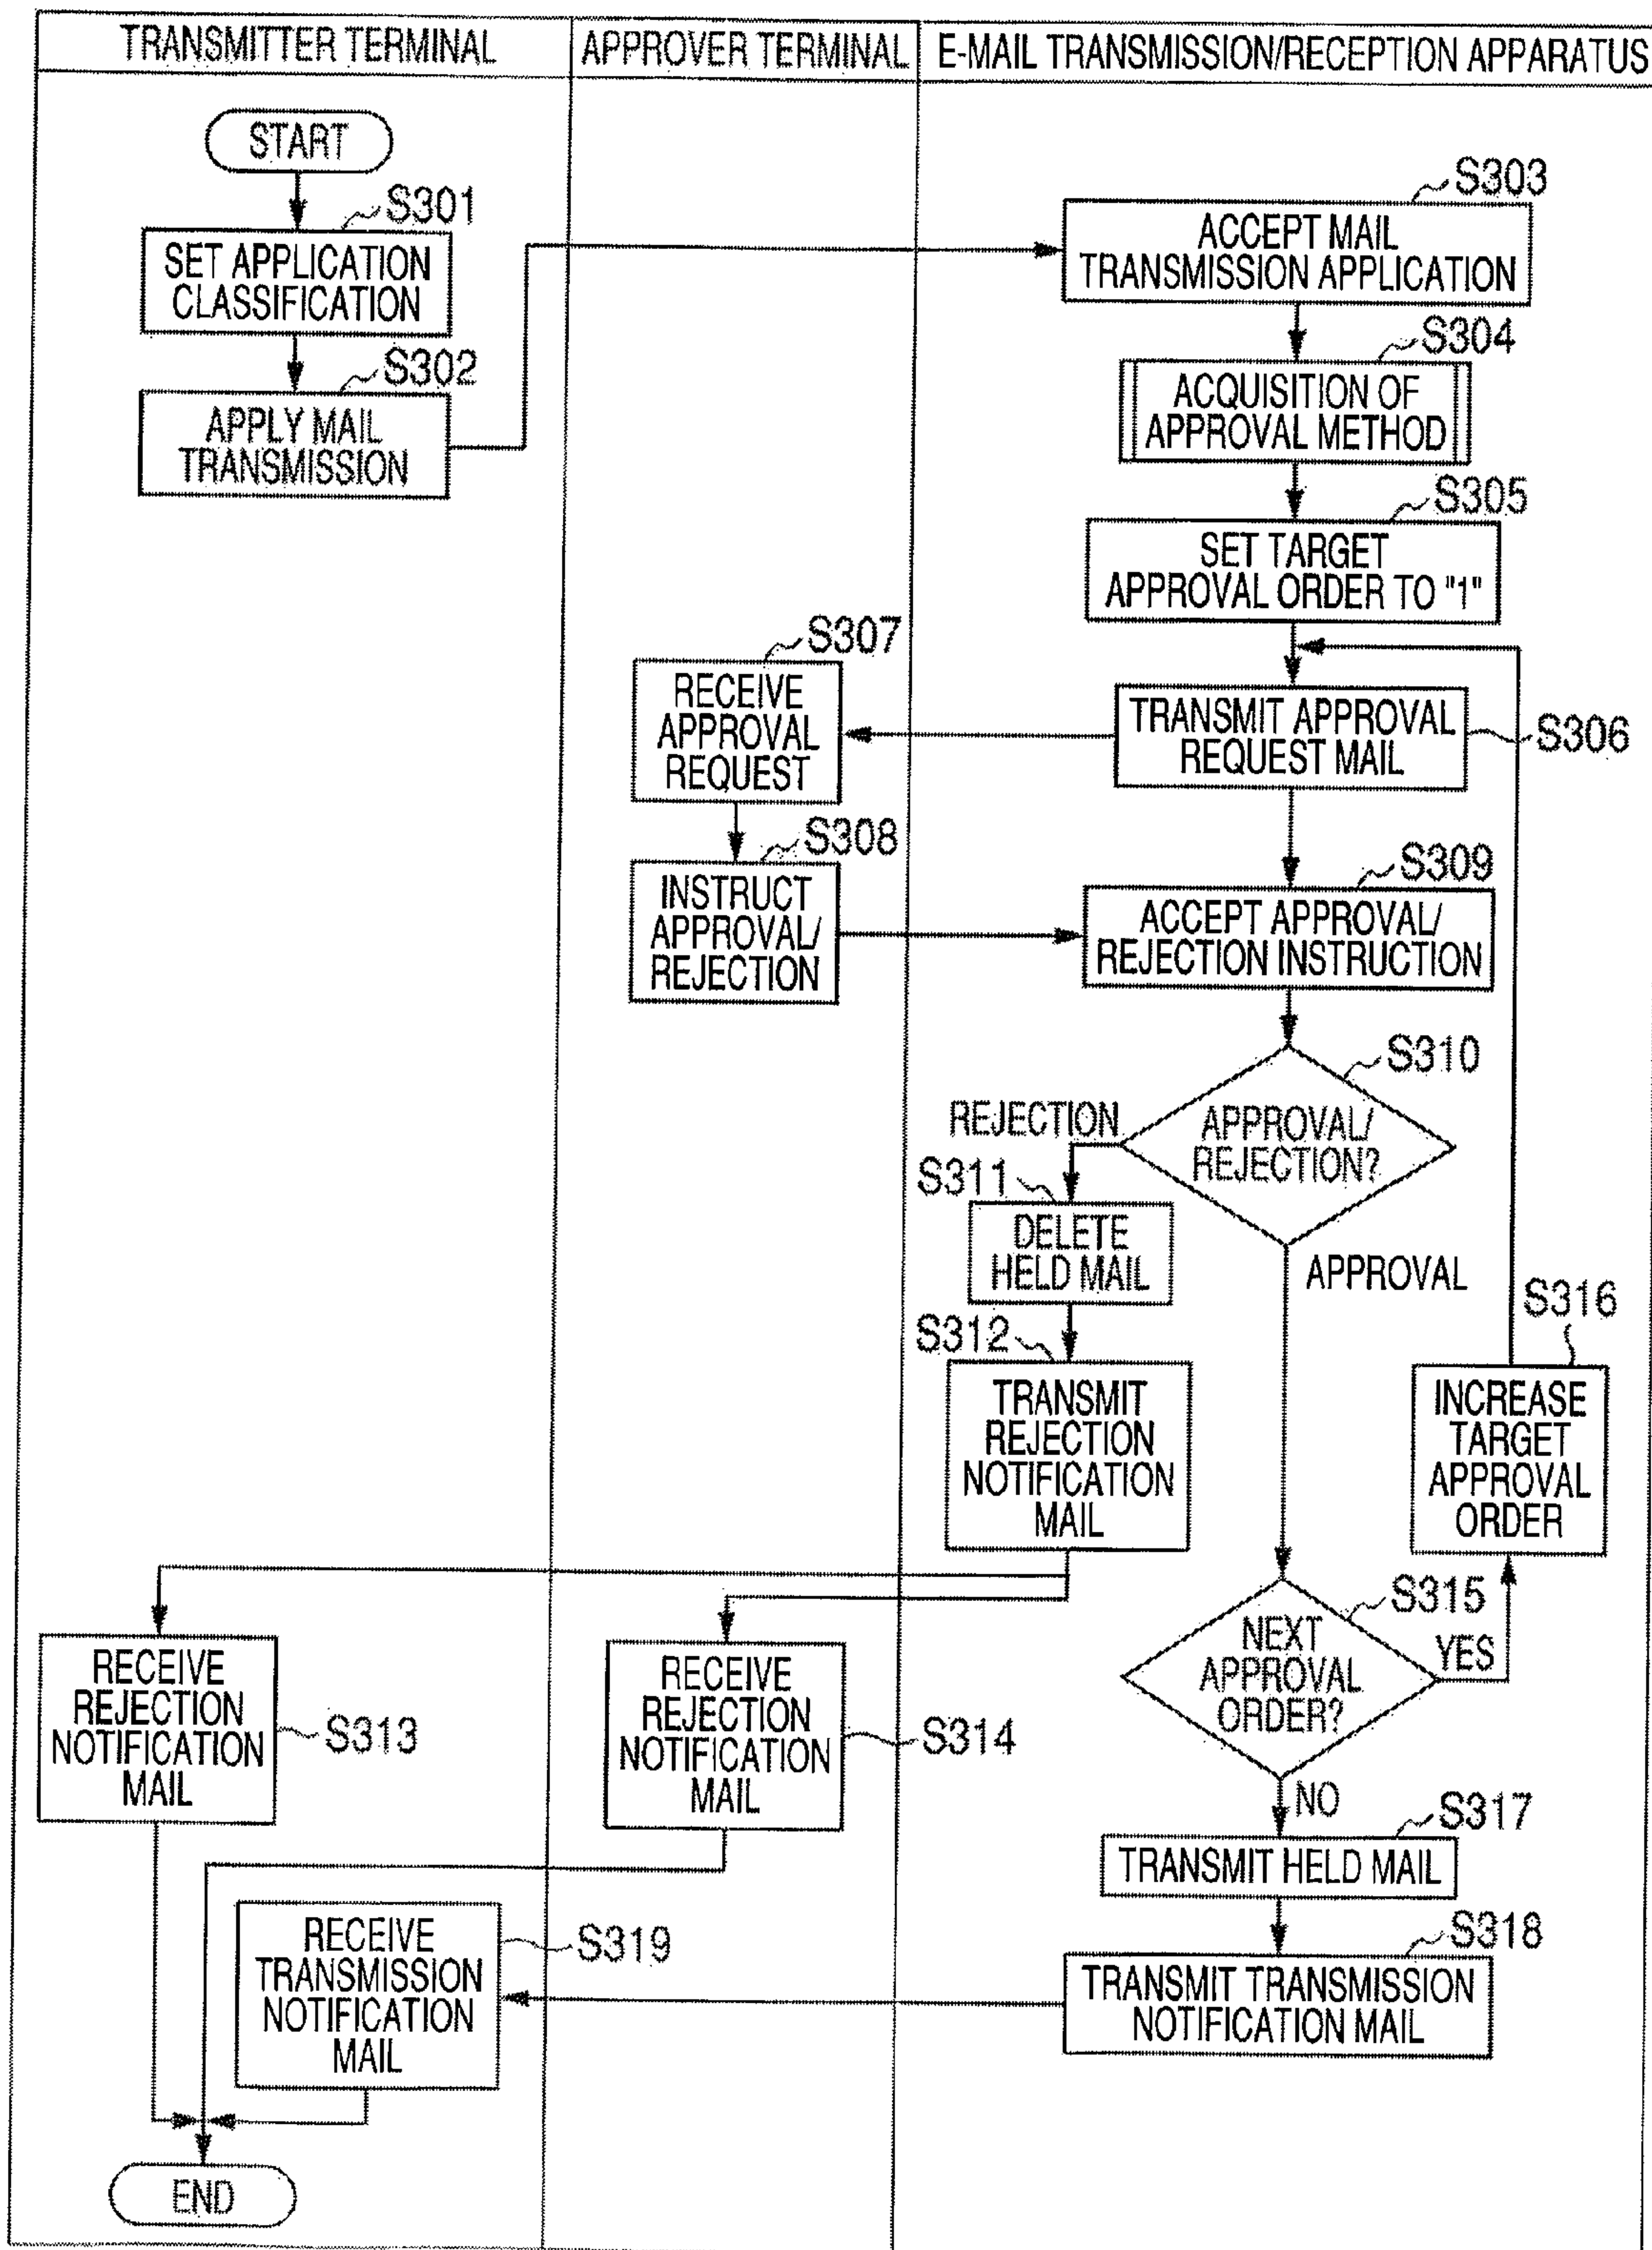 TRANSMITTER TERMINAL
APPROVER TERMINAL
E-MAIL TRANSMISSION/RECEPTION APPARATUS
START
S301
SET APPLICATION
CLASSIFICATION
S302
APPLY MAIL
TRANSMISSION
S303
ACCEPT MAIL
TRANSMISSION APPLICATION
S304
ACQUISITION OF
APPROVAL METHOD
S305
SET TARGET
APPROVAL ORDER TO "1"
S306
TRANSMIT APPROVAL
REQUEST MAIL
S307
RECEIVE
APPROVAL
REQUEST
S308
INSTRUCT
APPROVAL/
REJECTION
S309
ACCEPT APPROVAL/
REJECTION INSTRUCTION
S310
APPROVAL/
REJECTION?
REJECTION
APPROVAL
S311
DELETE
HELD MAIL
S312
TRANSMIT
REJECTION
NOTIFICATION
MAIL
S316
INCREASE
TARGET
APPROVAL
ORDER
S313
RECEIVE
REJECTION
NOTIFICATION
MAIL
S314
RECEIVE
REJECTION
NOTIFICATION
MAIL
S315
NEXT
APPROVAL
ORDER?
YES
NO
S317
TRANSMIT HELD MAIL
S318
TRANSMIT TRANSMISSION
NOTIFICATION MAIL
S319
RECEIVE
TRANSMISSION
NOTIFICATION
MAIL
END